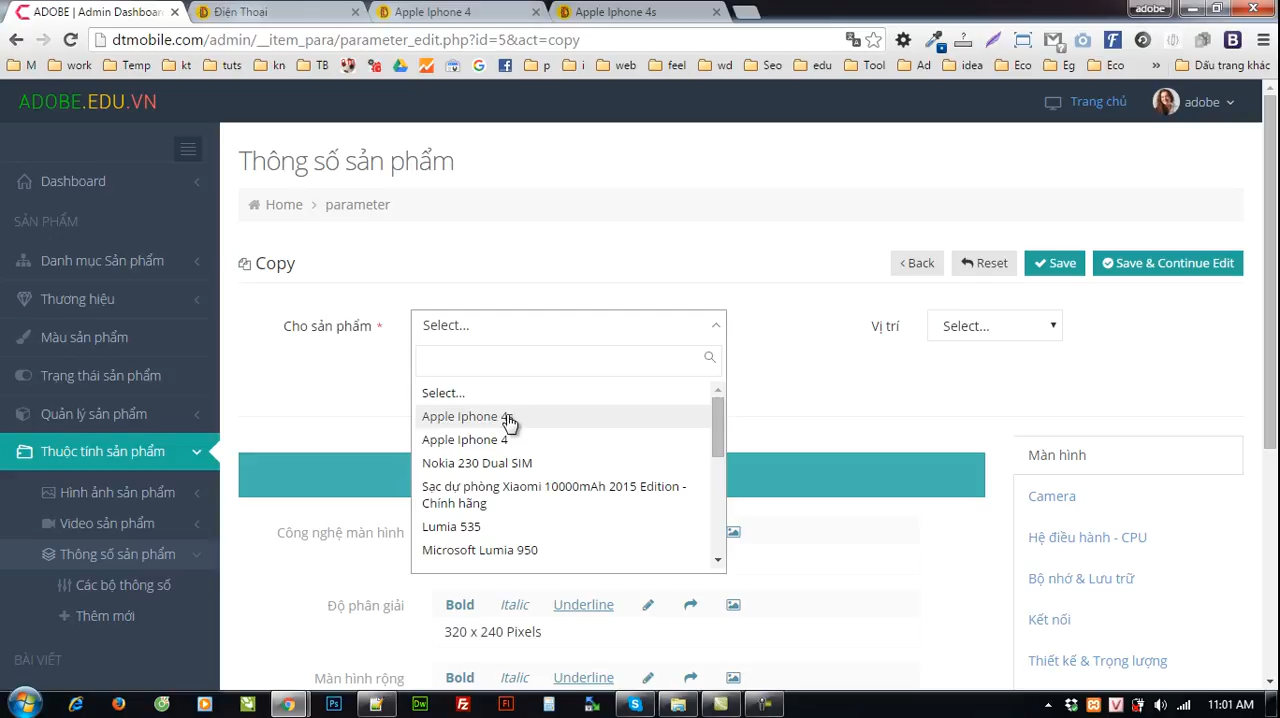 ADOBE | Admin Dashboar
Điện Thoại
Apple Iphone 4
Apple Iphone 4s
adobe
dtmobile.com/admin/__item_para/parameter_edit.php?id=5&act=copy
M
work
Tem
kt
tuts
kn
TB
p
i
web
feel
wd
Seo
edu
Tool
Ad
idea
Eco
Eg
Eco
»
Dấu trang khác
ADOBE.EDU.VN
Trang chủ
adobe
Dashboard
SẢN PHẨM
Danh mục Sản phẩm
Thương hiệu
Màu sản phẩm
Trạng thái sản phẩm
Quản lý sản phẩm
Thuộc tính sản phẩm
Hình ảnh sản phẩm
Video sản phẩm
Thông số sản phẩm
Các bộ thông số
Thêm mới
BÀI VIẾT
Thông số sản phẩm
Home > parameter
Copy
Back
Reset
Save
Save & Continue Edit
Cho sản phẩm *
Select...
Vị trí
Select...
Select...
Apple Iphone 4s
Apple Iphone 4
Nokia 230 Dual SIM
Sạc dự phòng Xiaomi 10000mAh 2015 Edition -
Chính hãng
Lumia 535
Microsoft Lumia 950
Công nghệ màn hình
Độ phân giải
Bold Italic Underline
320 x 240 Pixels
Màn hình rộng
Bold Italic Underline
Màn hình
Camera
Hệ điều hành - CPU
Bộ nhớ & Lưu trữ
Kết nối
Thiết kế & Trọng lượng
11:01 AM